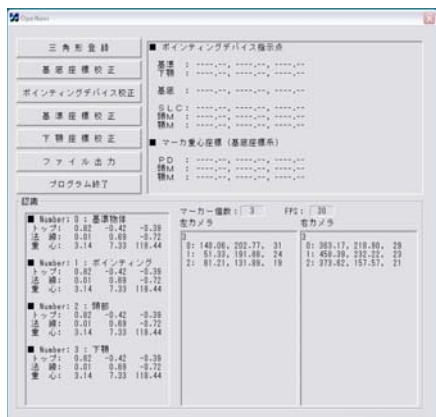 Opt Navi
三 角 形 登 録
基 底 座 標 校 正
ポインティングデバイス校正
基 準 座 標 校 正
下 顎 座 標 校 正
フ ァ イ ル 出 力
プログラム終了
■ ポインティングデバイス指示点
基準 : ----.--, ----.--, ----.--
下顎 : ----.--, ----.--, ----.--
基底 : ----.--, ----.--, ----.--
ＳＬＣ : ----.--, ----.--, ----.--
頭M : ----.--, ----.--, ----.--
顎M : ----.--, ----.--, ----.--
■ マーカ重心座標（基底座標系）
ＰＤ : ----.--, ----.--, ----.--
頭M : ----.--, ----.--, ----.--
顎M : ----.--, ----.--, ----.--
認識
■ Number: 0 : 基準物体
トップ: 0.82 -0.42 -0.39
法 線: 0.01 0.69 -0.72
重 心: 3.14 7.33 118.44
■ Number: 1 : ポインティング
トップ: 0.82 -0.42 -0.39
法 線: 0.01 0.69 -0.72
重 心: 3.14 7.33 118.44
■ Number: 2 : 頭部
トップ: 0.82 -0.42 -0.39
法 線: 0.01 0.69 -0.72
重 心: 3.14 7.33 118.44
■ Number: 3 : 下顎
トップ: 0.82 -0.42 -0.39
法 線: 0.01 0.69 -0.72
重 心: 3.14 7.33 118.44
マーカー個数: 3 FPS: 30
左カメラ
3
0: 140.06, 202.77, 31
1: 51.33, 191.88, 24
2: 81.21, 131.89, 19
右カメラ
3
0: 363.17, 218.80, 29
1: 450.39, 232.22, 23
2: 373.62, 157.57, 21